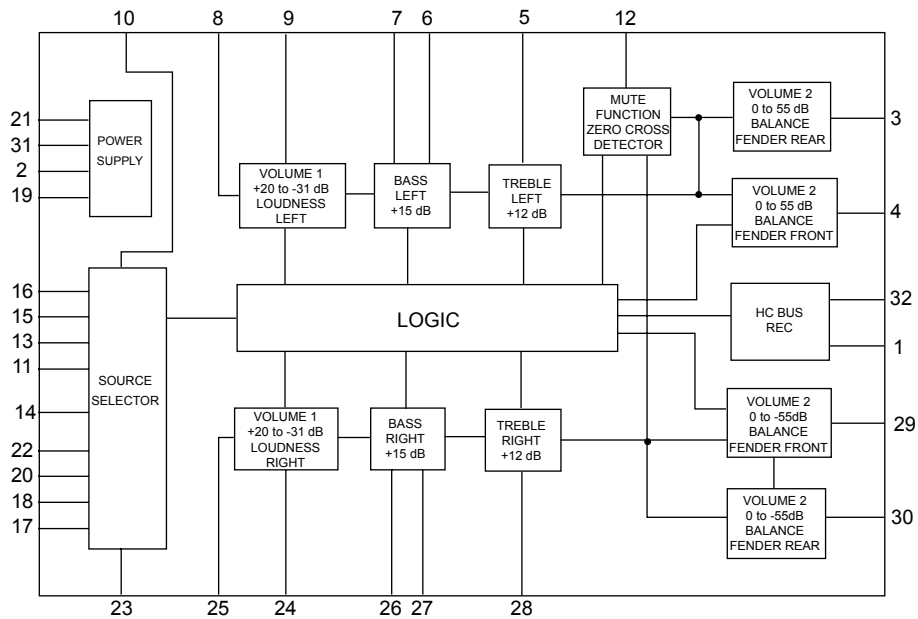 10
8
9
7
6
5
12
21
31
2
19
POWER
SUPPLY
MUTE
FUNCTION
ZERO CROSS
DETECTOR
VOLUME 2
0 to 55 dB
BALANCE
FENDER REAR
3
VOLUME 1
+20 to -31 dB
LOUDNESS
LEFT
BASS
LEFT
+15 dB
TREBLE
LEFT
+12 dB
VOLUME 2
0 to 55 dB
BALANCE
FENDER FRONT
4
16
15
13
11
14
22
20
18
17
SOURCE
SELECTOR
LOGIC
HC BUS
REC
32
1
VOLUME 1
+20 to -31 dB
LOUDNESS
RIGHT
BASS
RIGHT
+15 dB
TREBLE
RIGHT
+12 dB
VOLUME 2
0 to -55dB
BALANCE
FENDER FRONT
29
VOLUME 2
0 to -55dB
BALANCE
FENDER REAR
30
23
25
24
26
27
28